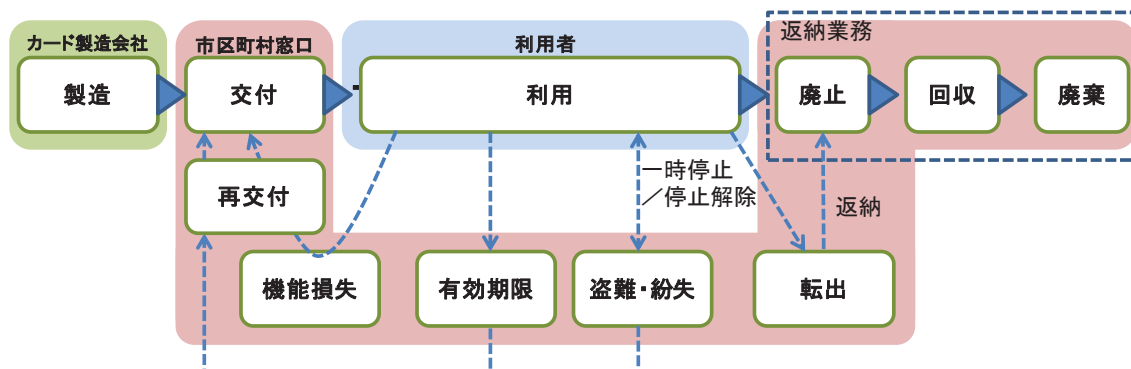 カード製造会社
市区町村窓口
利用者
返納業務
製造
交付
利用
廃止
回収
廃棄
再交付
一時停止
／停止解除
返納
機能損失
有効期限
盗難・紛失
転出